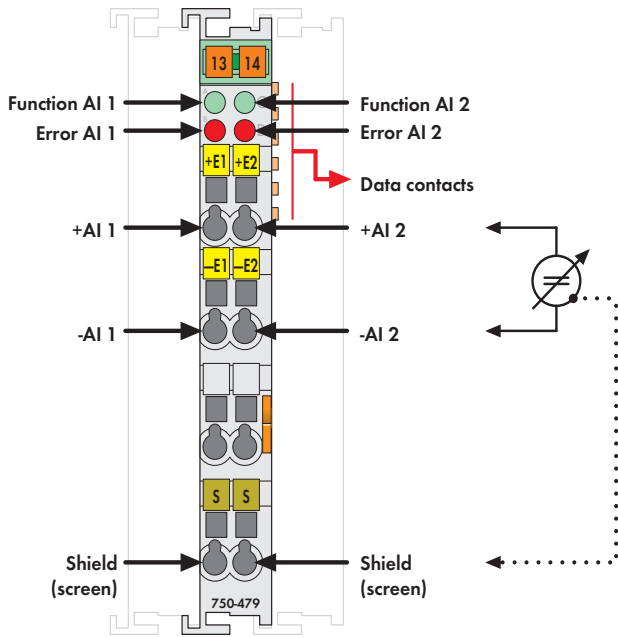 13 14
Function AI 1
Function AI 2
Error AI 1
Error AI 2
+E1 +E2
Data contacts
+AI 1
+AI 2
–E1 –E2
-AI 1
-AI 2
S S
Shield
(screen)
Shield
(screen)
750-479